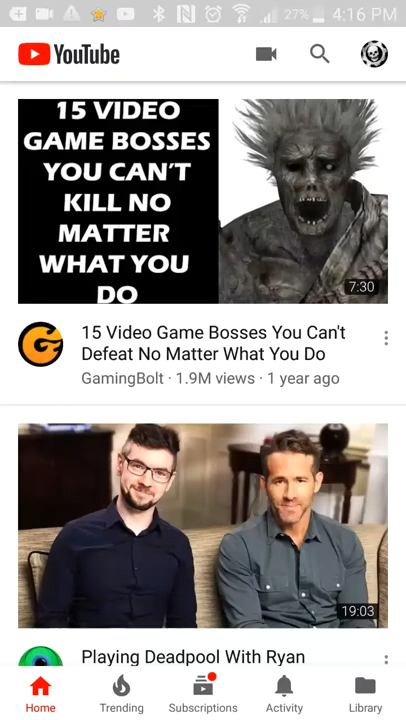 27% 4:16 PM
YouTube
15 VIDEO
GAME BOSSES
YOU CAN'T
KILL NO
MATTER
WHAT YOU
DO
7:30
15 Video Game Bosses You Can't
Defeat No Matter What You Do
GamingBolt · 1.9M views · 1 year ago
19:03
Playing Deadpool With Ryan
Home Trending Subscriptions Activity Library